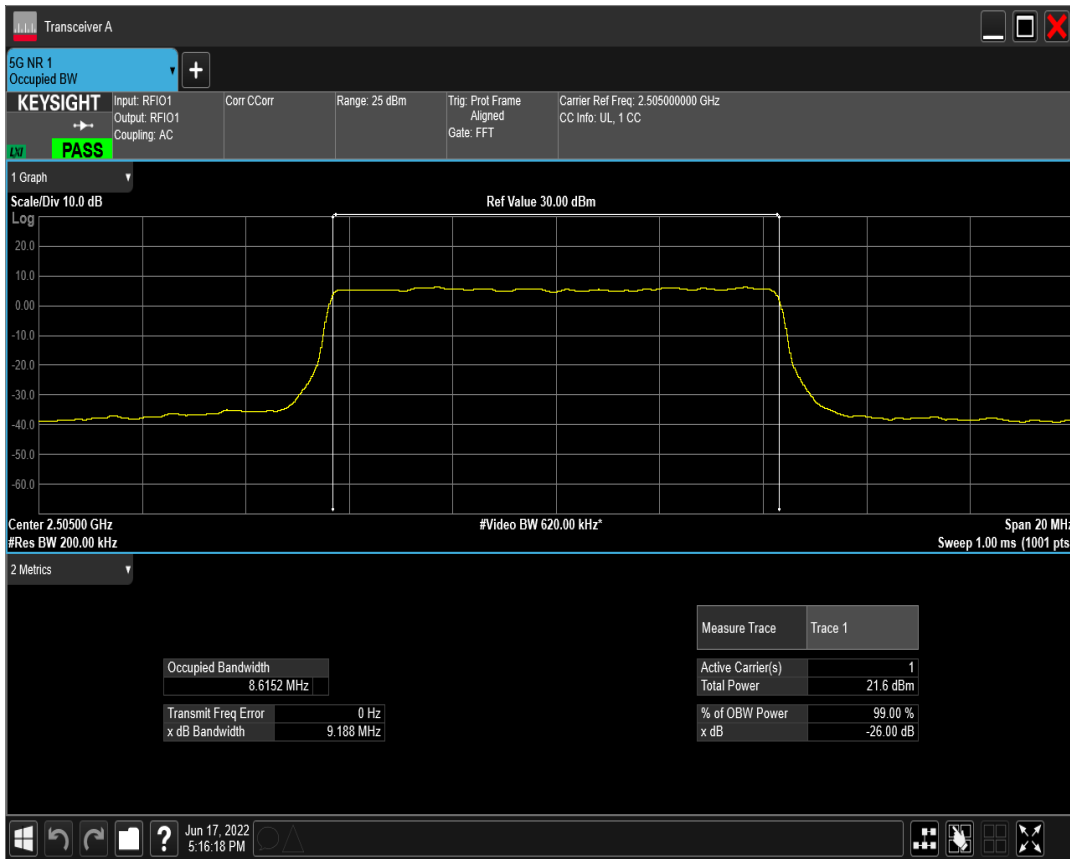 Transceiver A
5G NR 1
Occupied BW
+
KEYSIGHT
LXI
PASS
Input: RFIO1
Output: RFIO1
Coupling: AC
Corr CCorr
Range: 25 dBm
Trig: Prot Frame
Aligned
Gate: FFT
Carrier Ref Freq: 2.505000000 GHz
CC Info: UL, 1 CC
1 Graph
Scale/Div 10.0 dB
Ref Value 30.00 dBm
Log
20.0
10.0
0.00
-10.0
-20.0
-30.0
-40.0
-50.0
-60.0
Center 2.50500 GHz
#Video BW 620.00 kHz*
Span 20 MHz
#Res BW 200.00 kHz
Sweep 1.00 ms (1001 pts
2 Metrics
Measure Trace Trace 1
Occupied Bandwidth
8.6152 MHz
Active Carrier(s) 1
Total Power 21.6 dBm
Transmit Freq Error 0 Hz
x dB Bandwidth 9.188 MHz
% of OBW Power 99.00 %
x dB -26.00 dB
?
Jun 17, 2022
5:16:18 PM